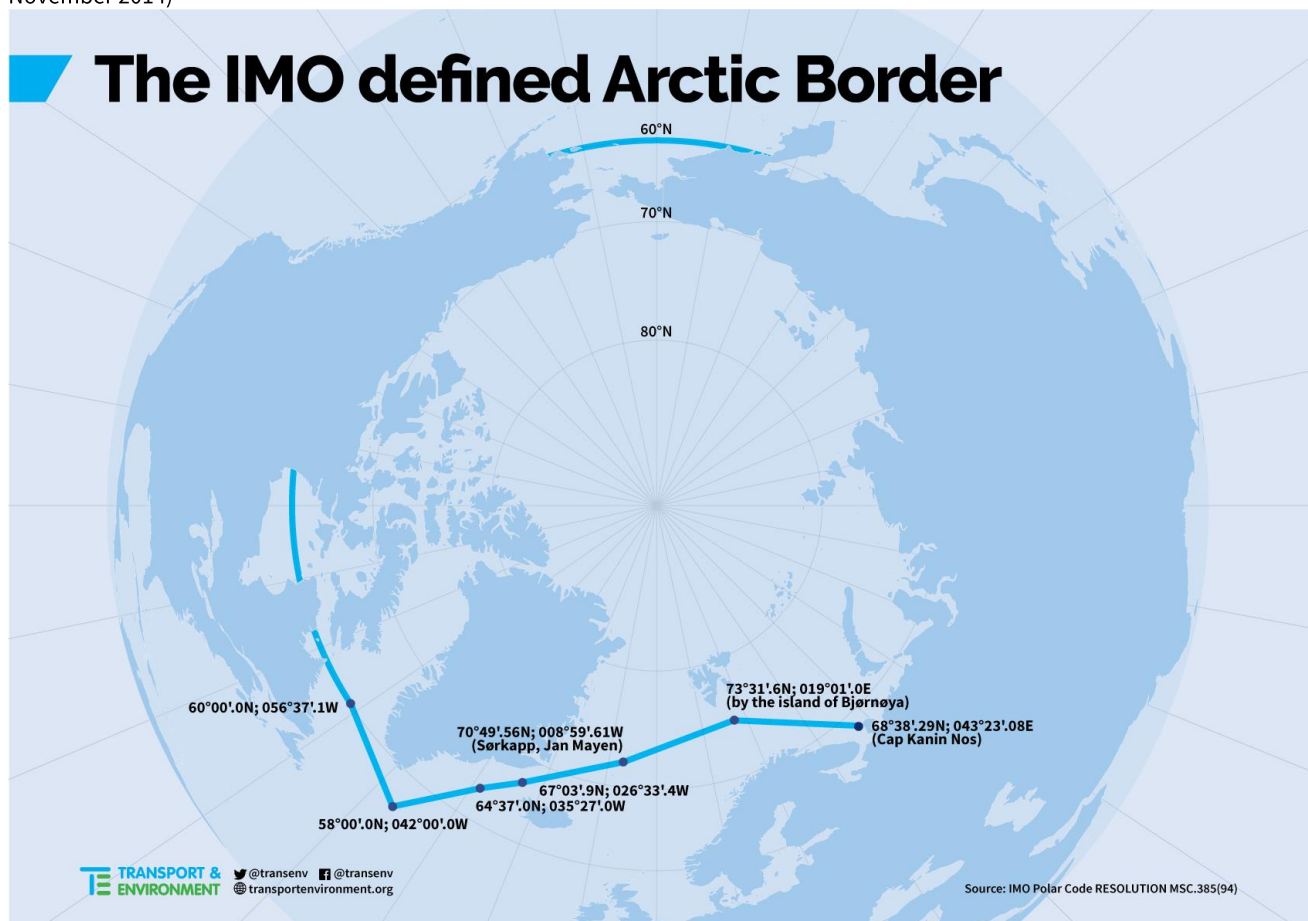 November 2014)
The IMO defined Arctic Border
60°N
70°N
80°N
73°31'.6N; 019°01'.0E
(by the island of Bjørnøya)
60°00'.0N; 056°37'.1W
68°38'.29N; 043°23'.08E
(Cap Kanin Nos)
70°49'.56N; 008°59'.61W
(Sørkapp, Jan Mayen)
67°03'.9N; 026°33'.4W
64°37'.0N; 035°27'.0W
58°00'.0N; 042°00'.0W
TRANSPORT &
ENVIRONMENT
@transenv @transenv
transportenvironment.org
Source: IMO Polar Code RESOLUTION MSC.385(94)